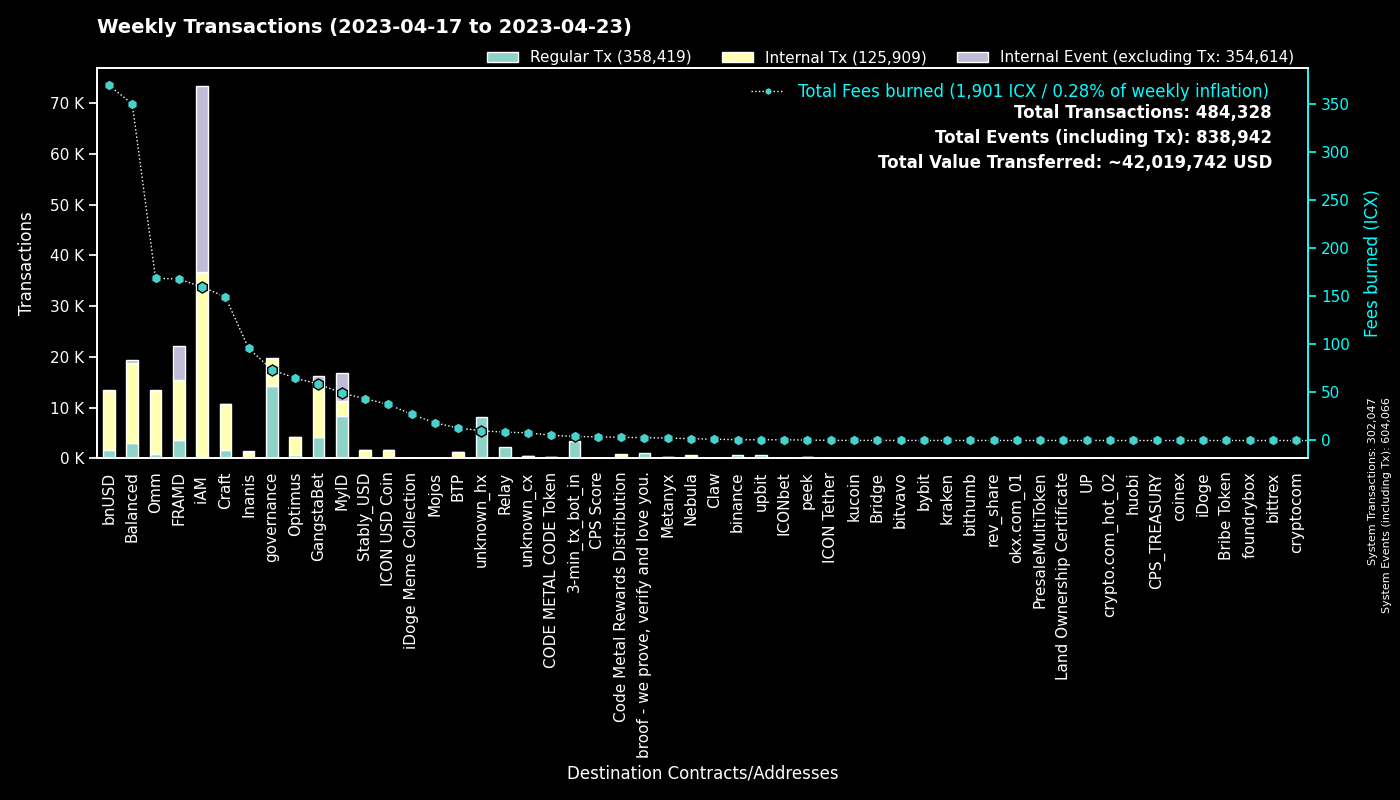 Weekly Transactions (2023-04-17 to 2023-04-23)
Regular Tx (358,419)
Internal Tx (125,909)
Internal Event (excluding Tx: 354,614)
Total Fees burned (1,901 ICX / 0.28% of weekly inflation)
Total Transactions: 484,328
Total Events (including Tx): 838,942
Total Value Transferred: ~42,019,742 USD
Transactions
70 K
60 K
50 K
40 K
30 K
20 K
10 K
0 K
350
300
250
200
150
100
50
0
Fees burned (ICX)
System Transactions: 302,047
System Events (including Tx): 604,066
bnUSD
Balanced
Omm
FRAMD
iAM
Craft
Inanis
governance
Optimus
GangstaBet
MyID
Stably_USD
ICON USD Coin
iDoge Meme Collection
Mojos
BTP
unknown_hx
Relay
unknown_cx
CODE METAL CODE Token
3-min_tx_bot_in
CPS Score
Code Metal Rewards Distribution
broof - we prove, verify and love you.
Metanyx
Nebula
Claw
binance
upbit
ICONbet
peek
ICON Tether
kucoin
Bridge
bitvavo
bybit
kraken
bithumb
rev_share
okx.com_01
PresaleMultiToken
Land Ownership Certificate
UP
crypto.com_hot_02
huobi
CPS_TREASURY
coinex
iDoge
Bribe Token
foundrybox
bittrex
cryptocom
Destination Contracts/Addresses